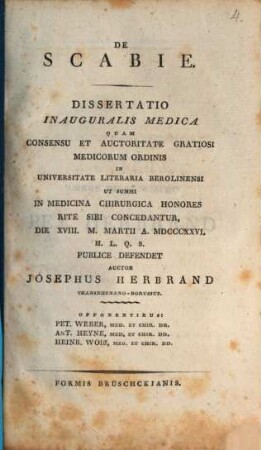 4.
DE
SCABIE.
DISSERTATIO
INAUGURALIS MEDICA
QUAM
CONSENSU ET AUCTORITATE GRATIOSI
MEDICORUM ORDINIS
IN
UNIVERSITATE LITERARIA BEROLINENSI
UT SUMMI
IN MEDICINA CHIRURGICA HONORES
RITE SIBI CONCEDANTUR,
DIE XVIII. M. MARTII A. MDCCCXXVI.
H. L. Q. S.
PUBLICE DEFENDET
AUCTOR
JOSEPHUS HERBRAND
OPPONENTIBUS:
PET. WEBER, MED. ET CHIR. DR.
ANT. HEYNE, MED. ET CHIR. DD.
HEINR. WOLF, MED. ET CHIR. DD.
FORMIS BRÜSCHCKIANIS.